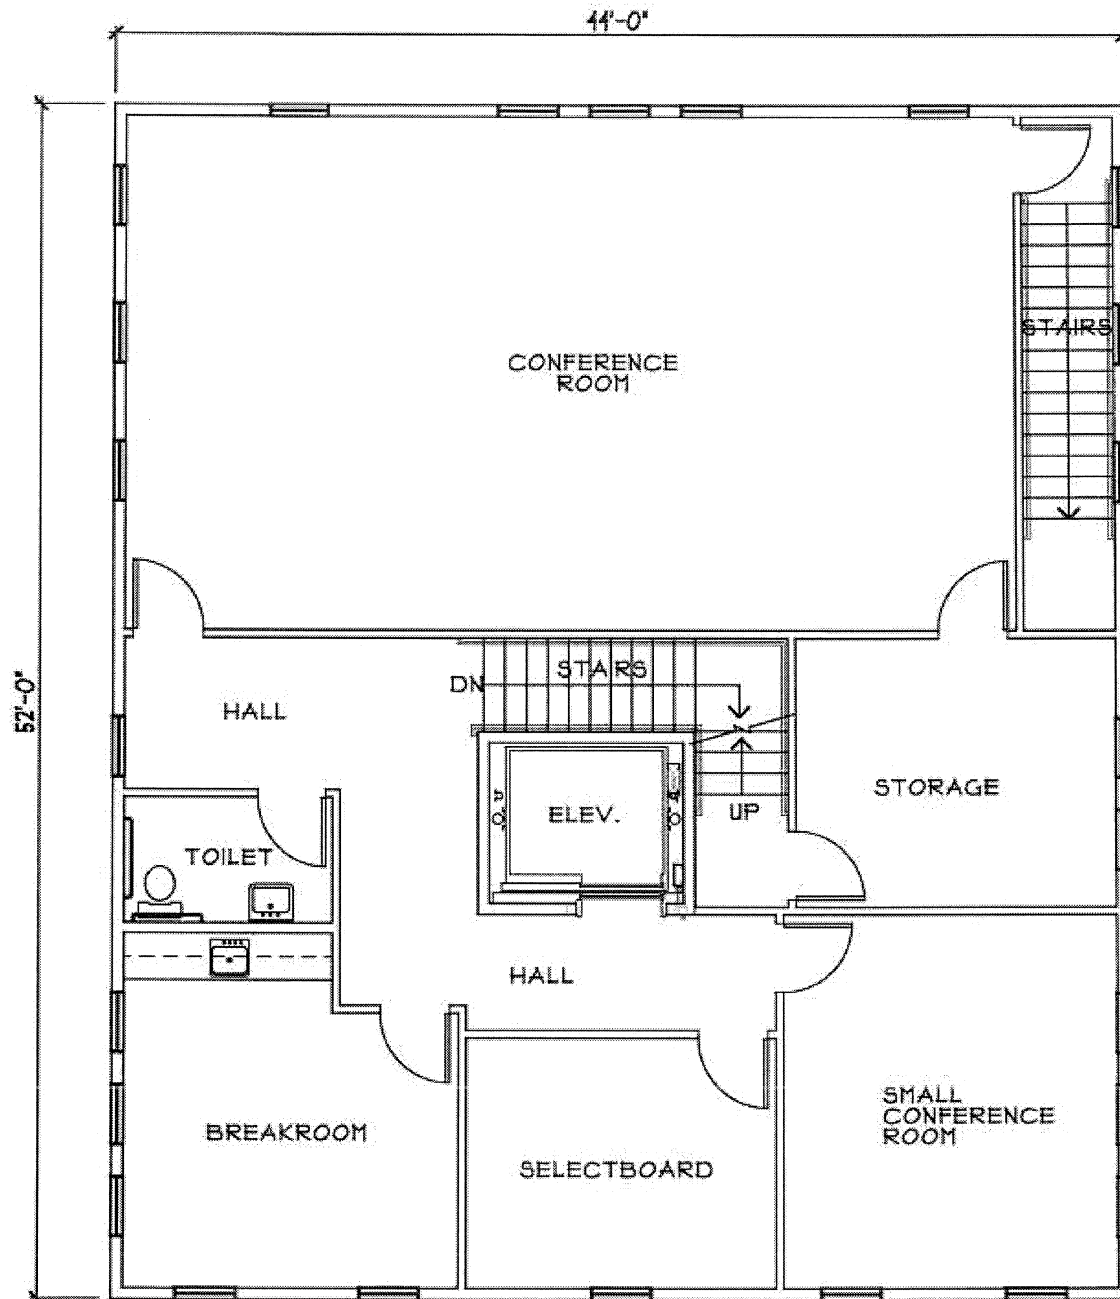 44'-0"
52'-0"
STAIRS
CONFERENCE
ROOM
STAIRS
DN
HALL
ELEV.
UP
STORAGE
TOILET
HALL
BREAKROOM
SELECTBOARD
SMALL
CONFERENCE
ROOM